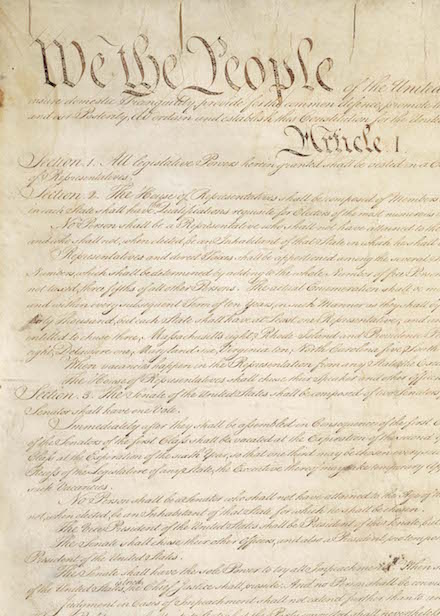 We the People of the United
insure domestic Tranquility, provide for the common defence, promote
and our Posterity, do ordain and establish this Constitution for the Unit
Article. I.
Section. 1. All legislative Powers herein granted shall be vested in a C
of Representatives.
Section. 2. The House of Representatives shall be composed of Members
in each State shall have Qualifications requisite for Electors of the most numerous
No Person shall be a Representative who shall not have attained to the
and who shall not, when elected, be an Inhabitant of that State in which he shall
Representatives and direct Taxes shall be apportioned among the several
Numbers, which shall be determined by adding to the whole Number of free Persons
not taxed, three fifths of all other Persons. The actual Enumeration shall be m
and within every subsequent Term of ten Years, in such Manner as they shall
thirty Thousand, but each State shall have at Least one Representative; and
entitled to chuse three, Massachusetts eight, Rhode Island and Providence
eight, Delaware one, Maryland six, Virginia ten, North Carolina five,
When vacancies happen in the Representation from any State, the
The House of Representatives shall chuse their Speaker and other Offi
Section. 3. The Senate of the United States shall be composed of two Senators
Senator shall have one Vote.
Immediately after they shall be assembled in Consequence of the first E
of the Senators of the first Class shall be vacated at the Expiration of the second
Class at the Expiration of the sixth Year, so that one third may be chosen every
Recess of the Legislature of any State, the Executive thereof may make temporary App
such Vacancies.
No Person shall be a Senator who shall not have attained to the Age of
not, when elected, be an Inhabitant of that State for which he shall be chosen.
The Vice President of the United States shall be President of the Senate, but
The Senate shall chuse their other Officers, and also a President pro tempore
President of the United States.
The Senate shall have the sole Power to try all Impeachments. When
of the United States is tried, the Chief Justice shall preside: And no Person shall be con
Judgment in Cases of Impeachment shall not extend further than to